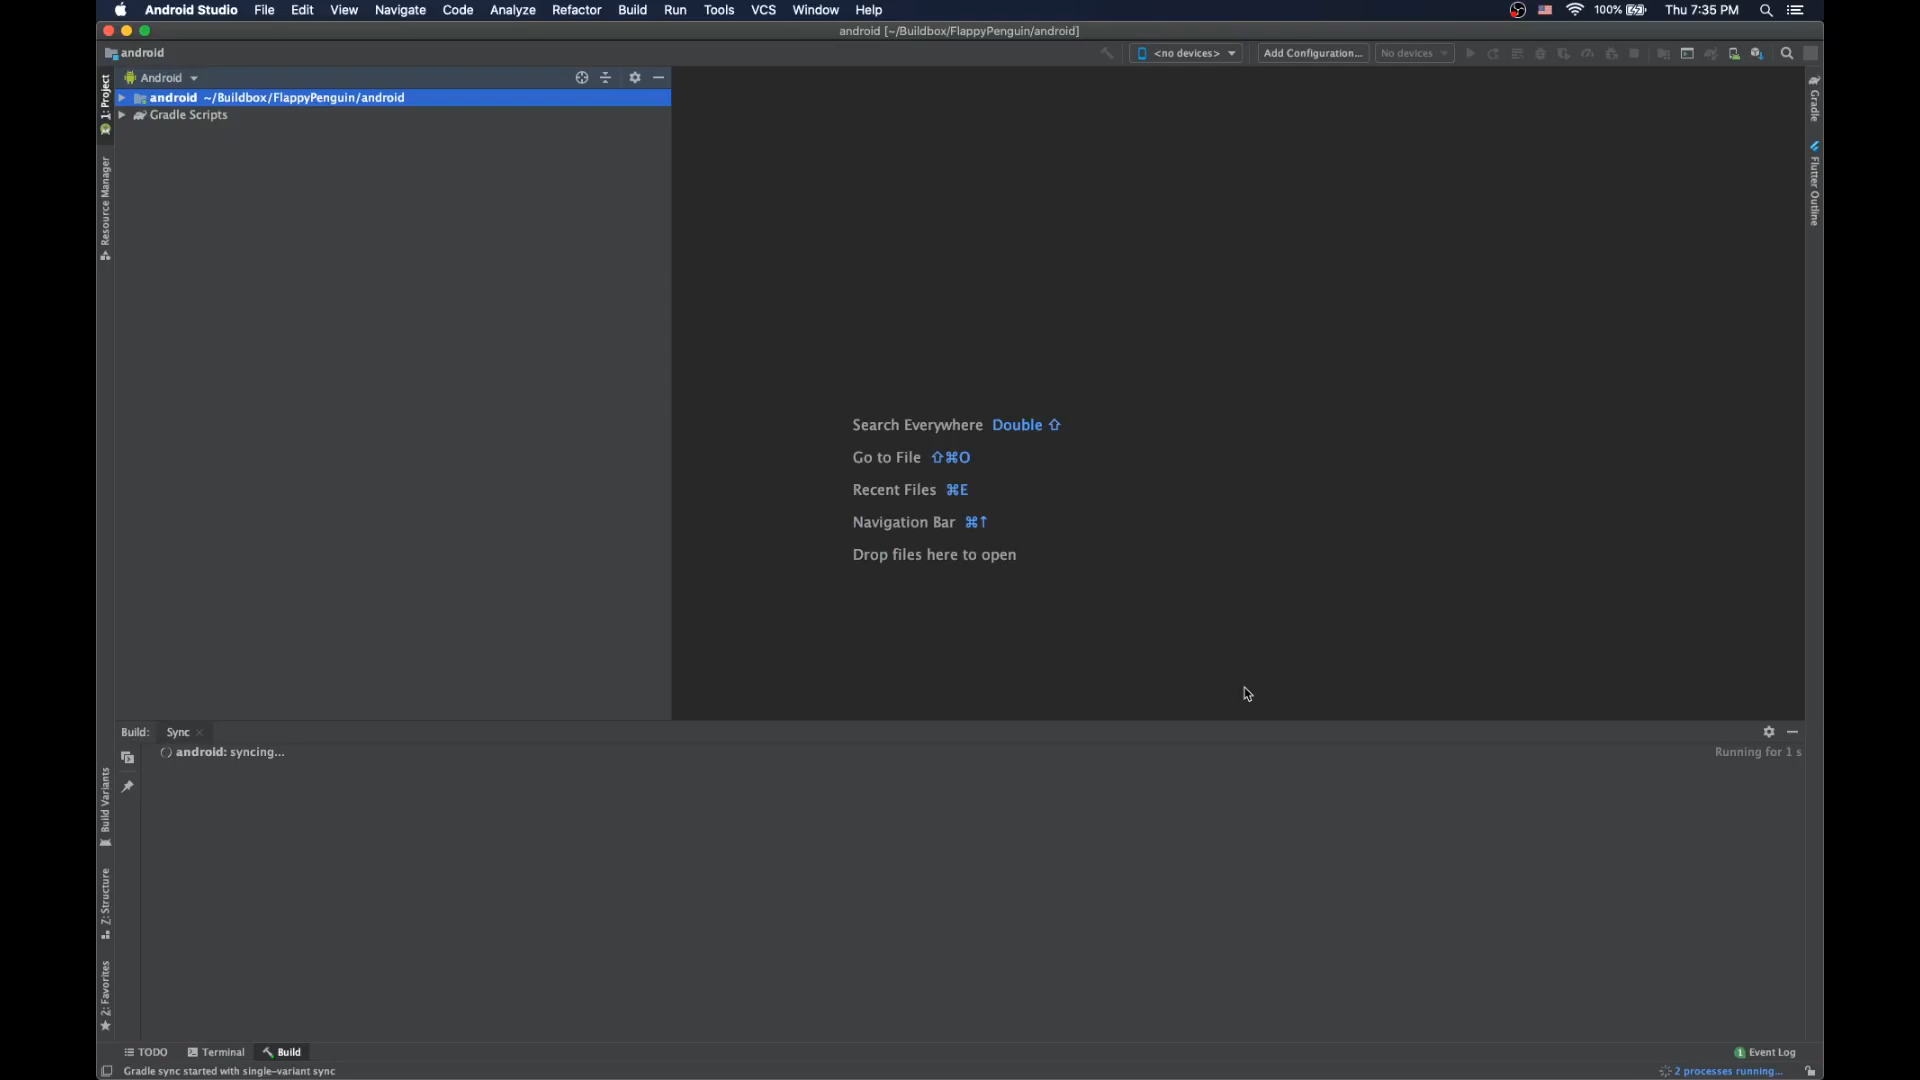 Android Studio File Edit View Navigate Code Analyze Refactor Build Run Tools VCS Window Help 100% Thu 7:35 PM
android [~/Buildbox/FlappyPenguin/android]
android <no devices> Add Configuration... No devices
Android
android ~/Buildbox/FlappyPenguin/android
Gradle Scripts
1: Project
Resource Manager
Gradle
Flutter Outline
Search Everywhere Double ⇧
Go to File ⇧⌘O
Recent Files ⌘E
Navigation Bar ⌘↑
Drop files here to open
Build: Sync
android: syncing... Running for 1 s
Build Variants
Z: Structure
2: Favorites
TODO Terminal Build 1 Event Log
Gradle sync started with single-variant sync 2 processes running...